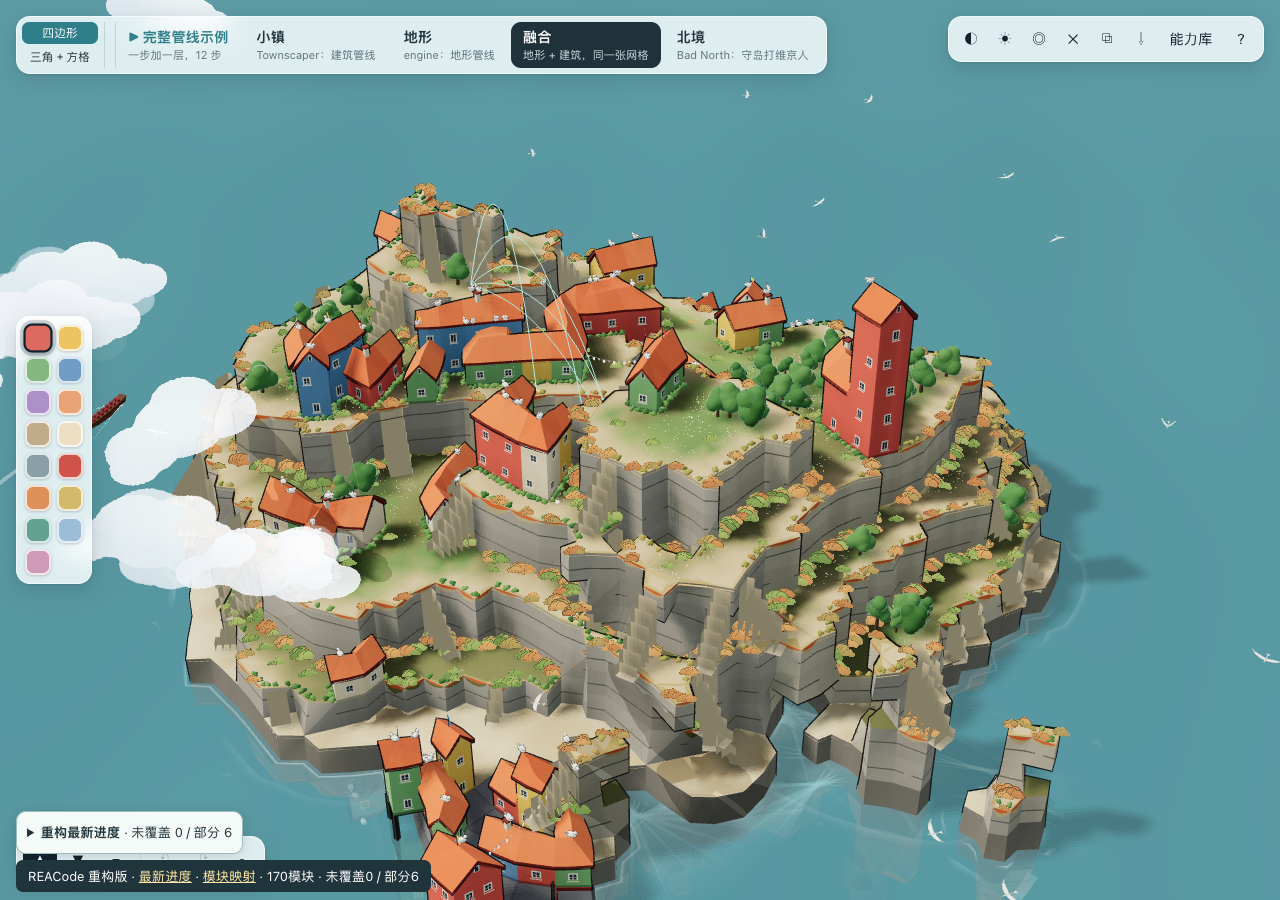 四边形
三角 + 方格
▶ 完整管线示例
一步加一层，12 步
小镇
Townscaper：建筑管线
地形
engine：地形管线
融合
地形 + 建筑，同一张网格
北境
Bad North：守岛打维京人
能力库
?
▶ 重构最新进度 · 未覆盖 0 / 部分 6
REACode 重构版 · 最新进度 · 模块映射 · 170模块 · 未覆盖0 / 部分6